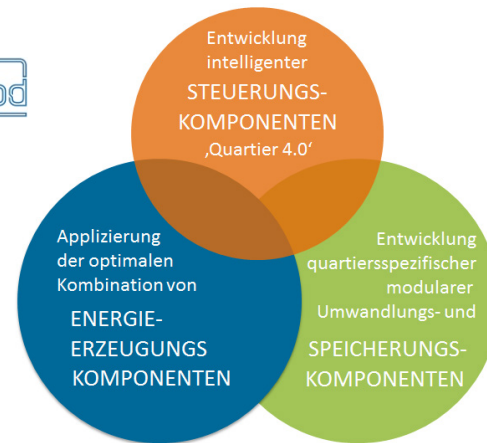 Entwicklung
intelligenter
STEUERUNGS-
KOMPONENTEN
‚Quartier 4.0‘
Applizierung
der optimalen
Kombination von
ENERGIE-
ERZEUGUNGS
KOMPONENTEN
Entwicklung
quartiersspezifischer
modularer
Umwandlungs- und
SPEICHERUNGS-
KOMPONENTEN